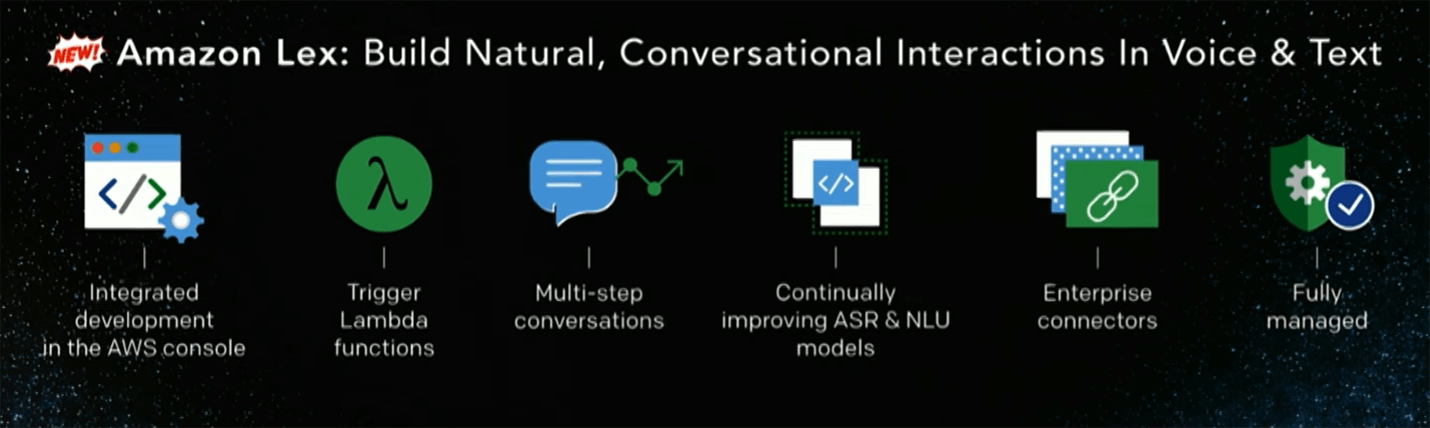 NEW!
Amazon Lex: Build Natural, Conversational Interactions In Voice & Text
</>
λ
</>
Integrated
development
in the AWS console
Trigger
Lambda
functions
Multi-step
conversations
Continually
improving ASR & NLU
models
Enterprise
connectors
Fully
managed